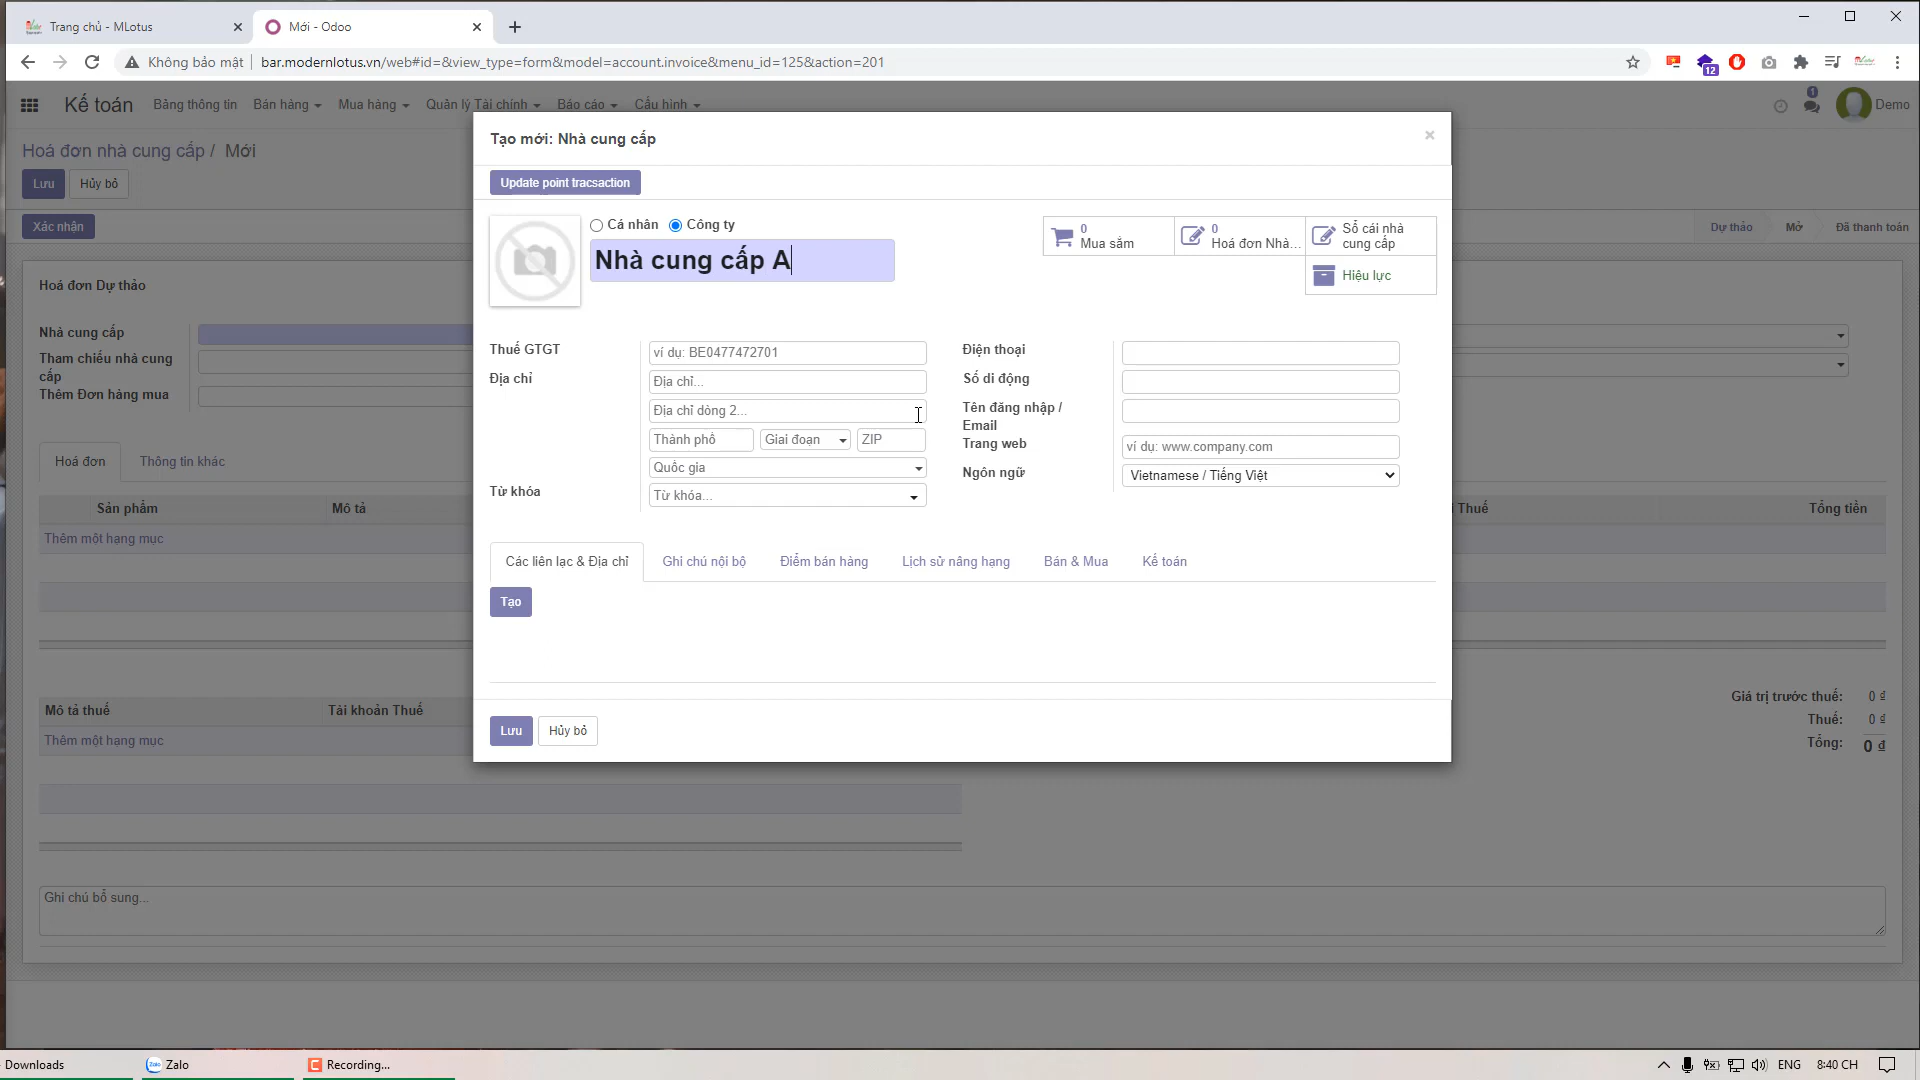 Trang chủ - MLotus
Mới - Odoo
Không bảo mật
bar.modernlotus.vn/web#id=&view_type=form&model=account.invoice&menu_id=125&action=201
12
Kế toán
Bảng thông tin
Bán hàng
Mua hàng
Quản lý Tài chính
Báo cáo
Cấu hình
1
Demo
Hoá đơn nhà cung cấp / Mới
Lưu
Hủy bỏ
Xác nhận
Dự thảo
Mở
Đã thanh toán
Hoá đơn Dự thảo
Nhà cung cấp
Tham chiếu nhà cung
cấp
Thêm Đơn hàng mua
Hoá đơn
Thông tin khác
Sản phẩm
Mô tả
Thuế
Tổng tiền
Thêm một hạng mục
Mô tả thuế
Tài khoản Thuế
Thêm một hạng mục
Giá trị trước thuế: 0 ₫
Thuế: 0 ₫
Tổng: 0 ₫
Ghi chú bổ sung...
Tạo mới: Nhà cung cấp
×
Update point tracsaction
Cá nhân
Công ty
Nhà cung cấp A
0
Mua sắm
0
Hoá đơn Nhà...
Sổ cái nhà
cung cấp
Hiệu lực
Thuế GTGT
ví dụ: BE0477472701
Địa chỉ
Địa chỉ...
Địa chỉ dòng 2...
Thành phố
Giai đoạn
ZIP
Quốc gia
Từ khóa
Từ khóa...
Điện thoại
Số di động
Tên đăng nhập /
Email
Trang web
ví dụ: www.company.com
Ngôn ngữ
Vietnamese / Tiếng Việt
Các liên lạc & Địa chỉ
Ghi chú nội bộ
Điểm bán hàng
Lịch sử nâng hạng
Bán & Mua
Kế toán
Tạo
Lưu
Hủy bỏ
Downloads
Zalo
Recording...
ENG
8:40 CH